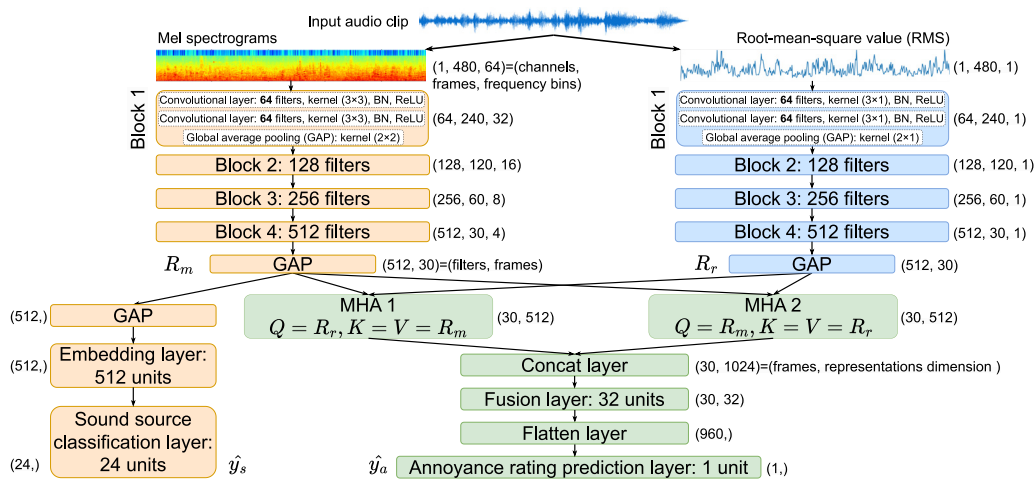 Input audio clip
Mel spectrograms
Root-mean-square value (RMS)
(1, 480, 64)=(channels,
frames, frequency bins)
(1, 480, 1)
Block 1
Convolutional layer: 64 filters, kernel (3×3), BN, ReLU
Convolutional layer: 64 filters, kernel (3×3), BN, ReLU
Global average pooling (GAP): kernel (2×2)
(64, 240, 32)
Block 1
Convolutional layer: 64 filters, kernel (3×1), BN, ReLU
Convolutional layer: 64 filters, kernel (3×1), BN, ReLU
Global average pooling (GAP): kernel (2×1)
(64, 240, 1)
Block 2: 128 filters (128, 120, 16)
Block 2: 128 filters (128, 120, 1)
Block 3: 256 filters (256, 60, 8)
Block 3: 256 filters (256, 60, 1)
Block 4: 512 filters (512, 30, 4)
Block 4: 512 filters (512, 30, 1)
R_m GAP (512, 30)=(filters, frames)
R_r GAP (512, 30)
(512,) GAP
MHA 1
Q = R_r, K = V = R_m
(30, 512)
MHA 2
Q = R_m, K = V = R_r
(30, 512)
(512,) Embedding layer:
512 units
Concat layer (30, 1024)=(frames, representations dimension )
Fusion layer: 32 units (30, 32)
Sound source
classification layer:
24 units
(24,) ŷ_s
Flatten layer (960,)
ŷ_a Annoyance rating prediction layer: 1 unit (1,)